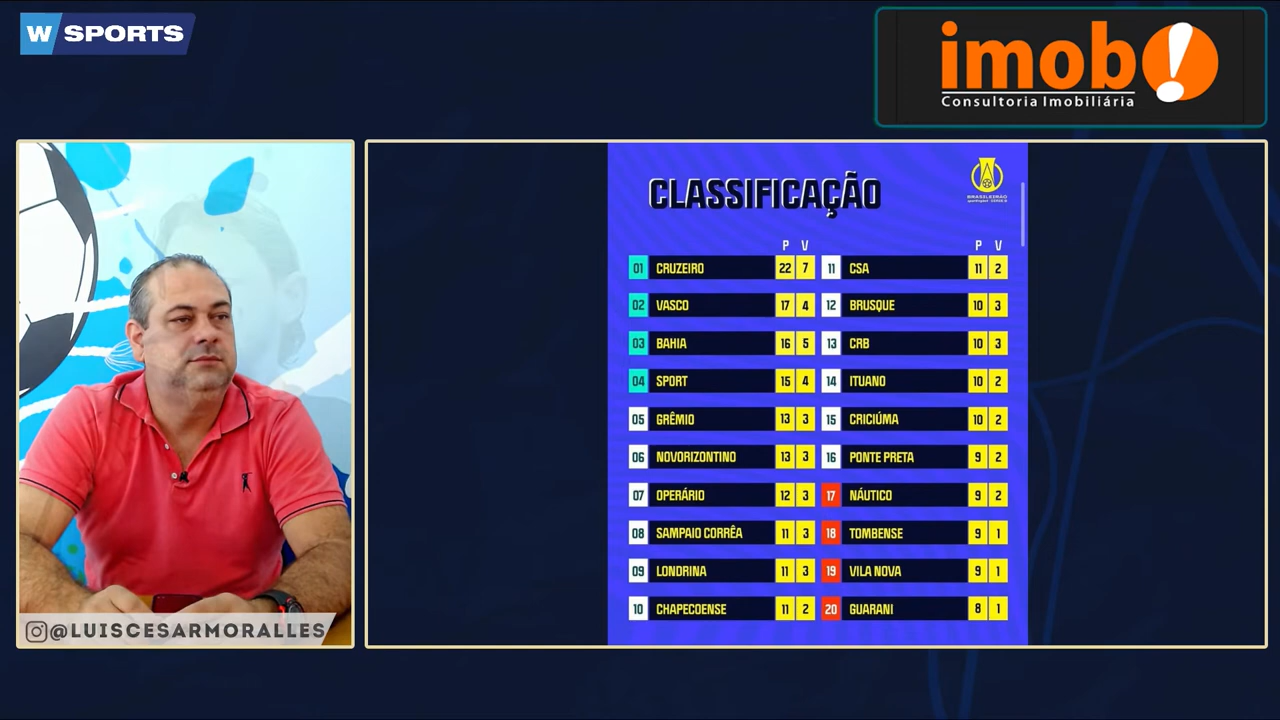 W SPORTS
imob!
Consultoria Imobiliária
CLASSIFICAÇÃO
BRASILEIRÃO
P V
01 CRUZEIRO 22 7
02 VASCO 17 4
03 BAHIA 16 5
04 SPORT 15 4
05 GRÊMIO 13 3
06 NOVORIZONTINO 13 3
07 OPERÁRIO 12 3
08 SAMPAIO CORRÊA 11 3
09 LONDRINA 11 3
10 CHAPECOENSE 11 2
P V
11 CSA 11 2
12 BRUSQUE 10 3
13 CRB 10 3
14 ITUANO 10 2
15 CRICIÚMA 10 2
16 PONTE PRETA 9 2
17 NÁUTICO 9 2
18 TOMBENSE 9 1
19 VILA NOVA 9 1
20 GUARANI 8 1
@LUISCESARMORALLES